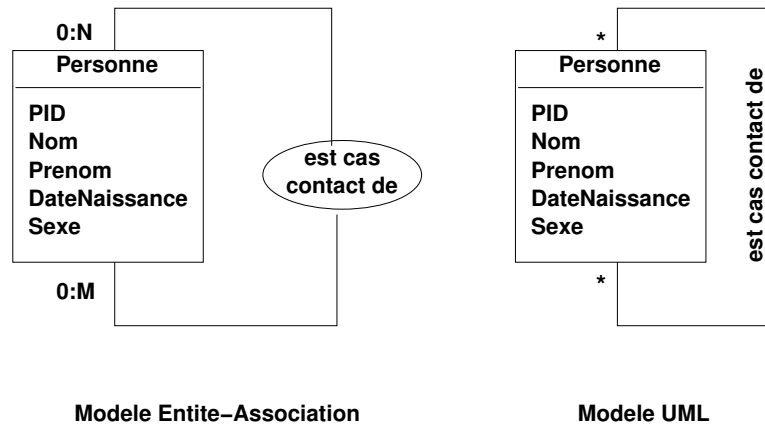 0:N
Personne
PID
Nom
Prenom
DateNaissance
Sexe
0:M
est cas
contact de
*
Personne
PID
Nom
Prenom
DateNaissance
Sexe
*
est cas contact de
Modele Entite−Association
Modele UML